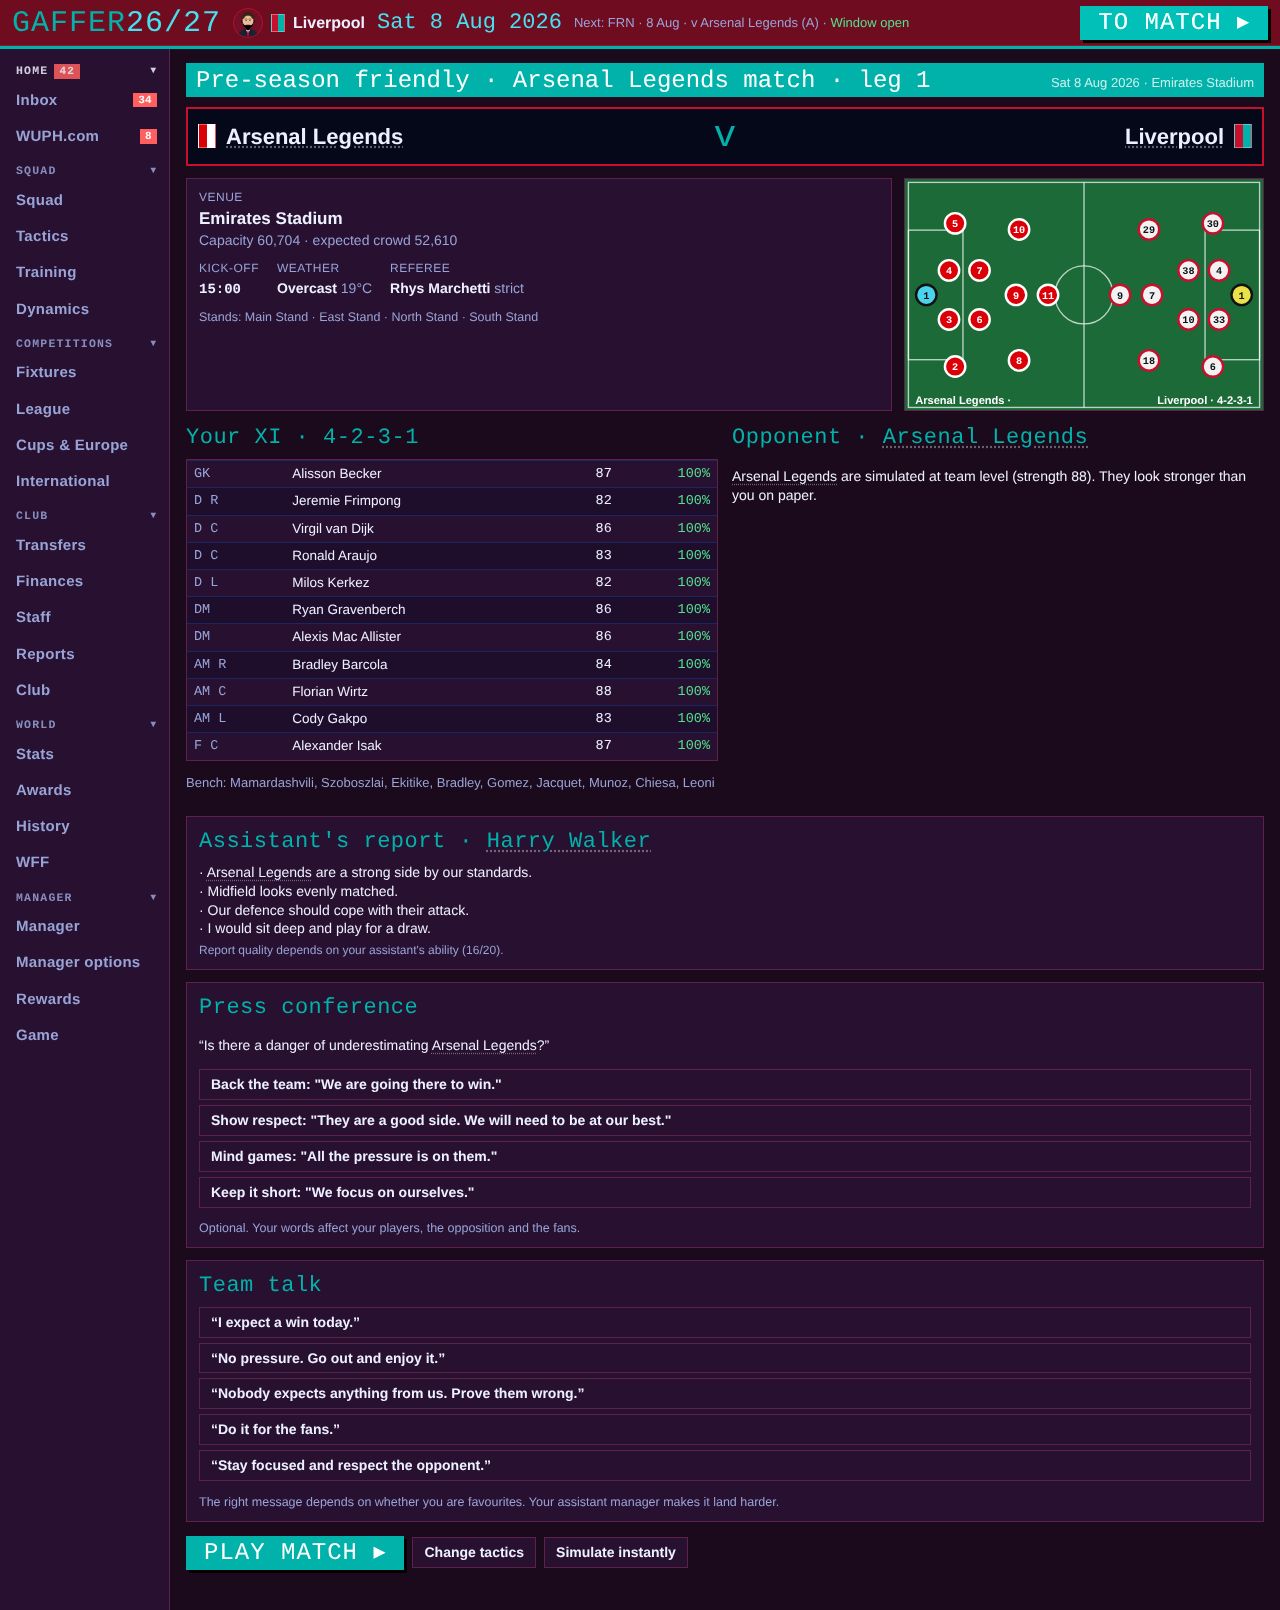 GAFFER26/27 Liverpool Sat 8 Aug 2026 Next: FRN · 8 Aug · v Arsenal Legends (A) · Window open TO MATCH ►
HOME 42 ▼
Inbox 34
WUPH.com 8
SQUAD ▼
Squad
Tactics
Training
Dynamics
COMPETITIONS ▼
Fixtures
League
Cups & Europe
International
CLUB ▼
Transfers
Finances
Staff
Reports
Club
WORLD ▼
Stats
Awards
History
WFF
MANAGER ▼
Manager
Manager options
Rewards
Game
Pre-season friendly · Arsenal Legends match · leg 1 Sat 8 Aug 2026 · Emirates Stadium
Arsenal Legends V Liverpool
VENUE
Emirates Stadium
Capacity 60,704 · expected crowd 52,610
KICK-OFF WEATHER REFEREE
15:00 Overcast 19°C Rhys Marchetti strict
Stands: Main Stand · East Stand · North Stand · South Stand
5 10 29 30
4 7 38 4
1 9 11 9 7 1
3 6 10 33
2 8 18 6
Arsenal Legends · Liverpool · 4-2-3-1
Your XI · 4-2-3-1
GK Alisson Becker 87 100%
D R Jeremie Frimpong 82 100%
D C Virgil van Dijk 86 100%
D C Ronald Araujo 83 100%
D L Milos Kerkez 82 100%
DM Ryan Gravenberch 86 100%
DM Alexis Mac Allister 86 100%
AM R Bradley Barcola 84 100%
AM C Florian Wirtz 88 100%
AM L Cody Gakpo 83 100%
F C Alexander Isak 87 100%
Bench: Mamardashvili, Szoboszlai, Ekitike, Bradley, Gomez, Jacquet, Munoz, Chiesa, Leoni
Opponent · Arsenal Legends
Arsenal Legends are simulated at team level (strength 88). They look stronger than
you on paper.
Assistant's report · Harry Walker
· Arsenal Legends are a strong side by our standards.
· Midfield looks evenly matched.
· Our defence should cope with their attack.
· I would sit deep and play for a draw.
Report quality depends on your assistant's ability (16/20).
Press conference
“Is there a danger of underestimating Arsenal Legends?”
Back the team: "We are going there to win."
Show respect: "They are a good side. We will need to be at our best."
Mind games: "All the pressure is on them."
Keep it short: "We focus on ourselves."
Optional. Your words affect your players, the opposition and the fans.
Team talk
“I expect a win today.”
“No pressure. Go out and enjoy it.”
“Nobody expects anything from us. Prove them wrong.”
“Do it for the fans.”
“Stay focused and respect the opponent.”
The right message depends on whether you are favourites. Your assistant manager makes it land harder.
PLAY MATCH ► Change tactics Simulate instantly